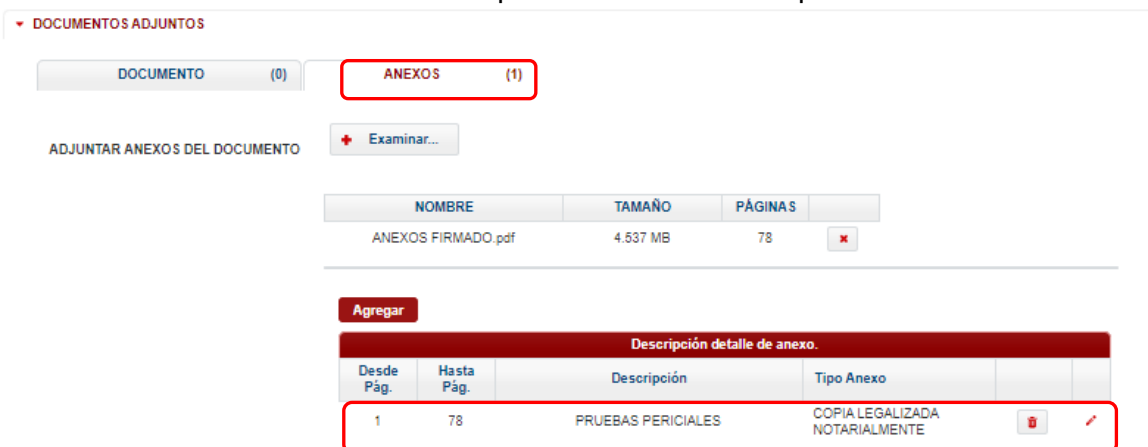 DOCUMENTOS ADJUNTOS
DOCUMENTO (0) ANEXOS (1)
ADJUNTAR ANEXOS DEL DOCUMENTO Examinar...
NOMBRE TAMAÑO PÁGINAS
ANEXOS FIRMADO.pdf 4.537 MB 78
Agregar
Descripción detalle de anexo.
Desde Pág. Hasta Pág. Descripción Tipo Anexo
1 78 PRUEBAS PERICIALES COPIA LEGALIZADA NOTARIALMENTE